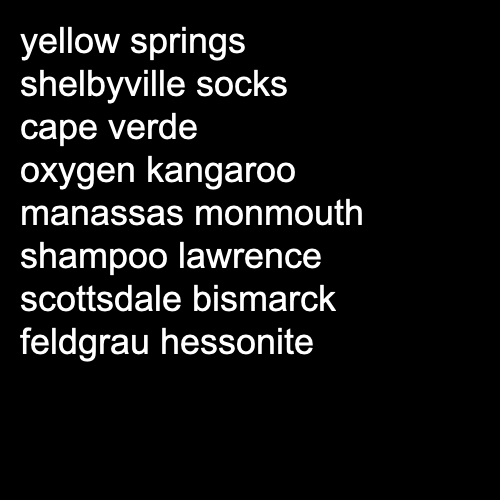 yellow springs
shelbyville socks
cape verde
oxygen kangaroo
manassas monmouth
shampoo lawrence
scottsdale bismarck
feldgrau hessonite